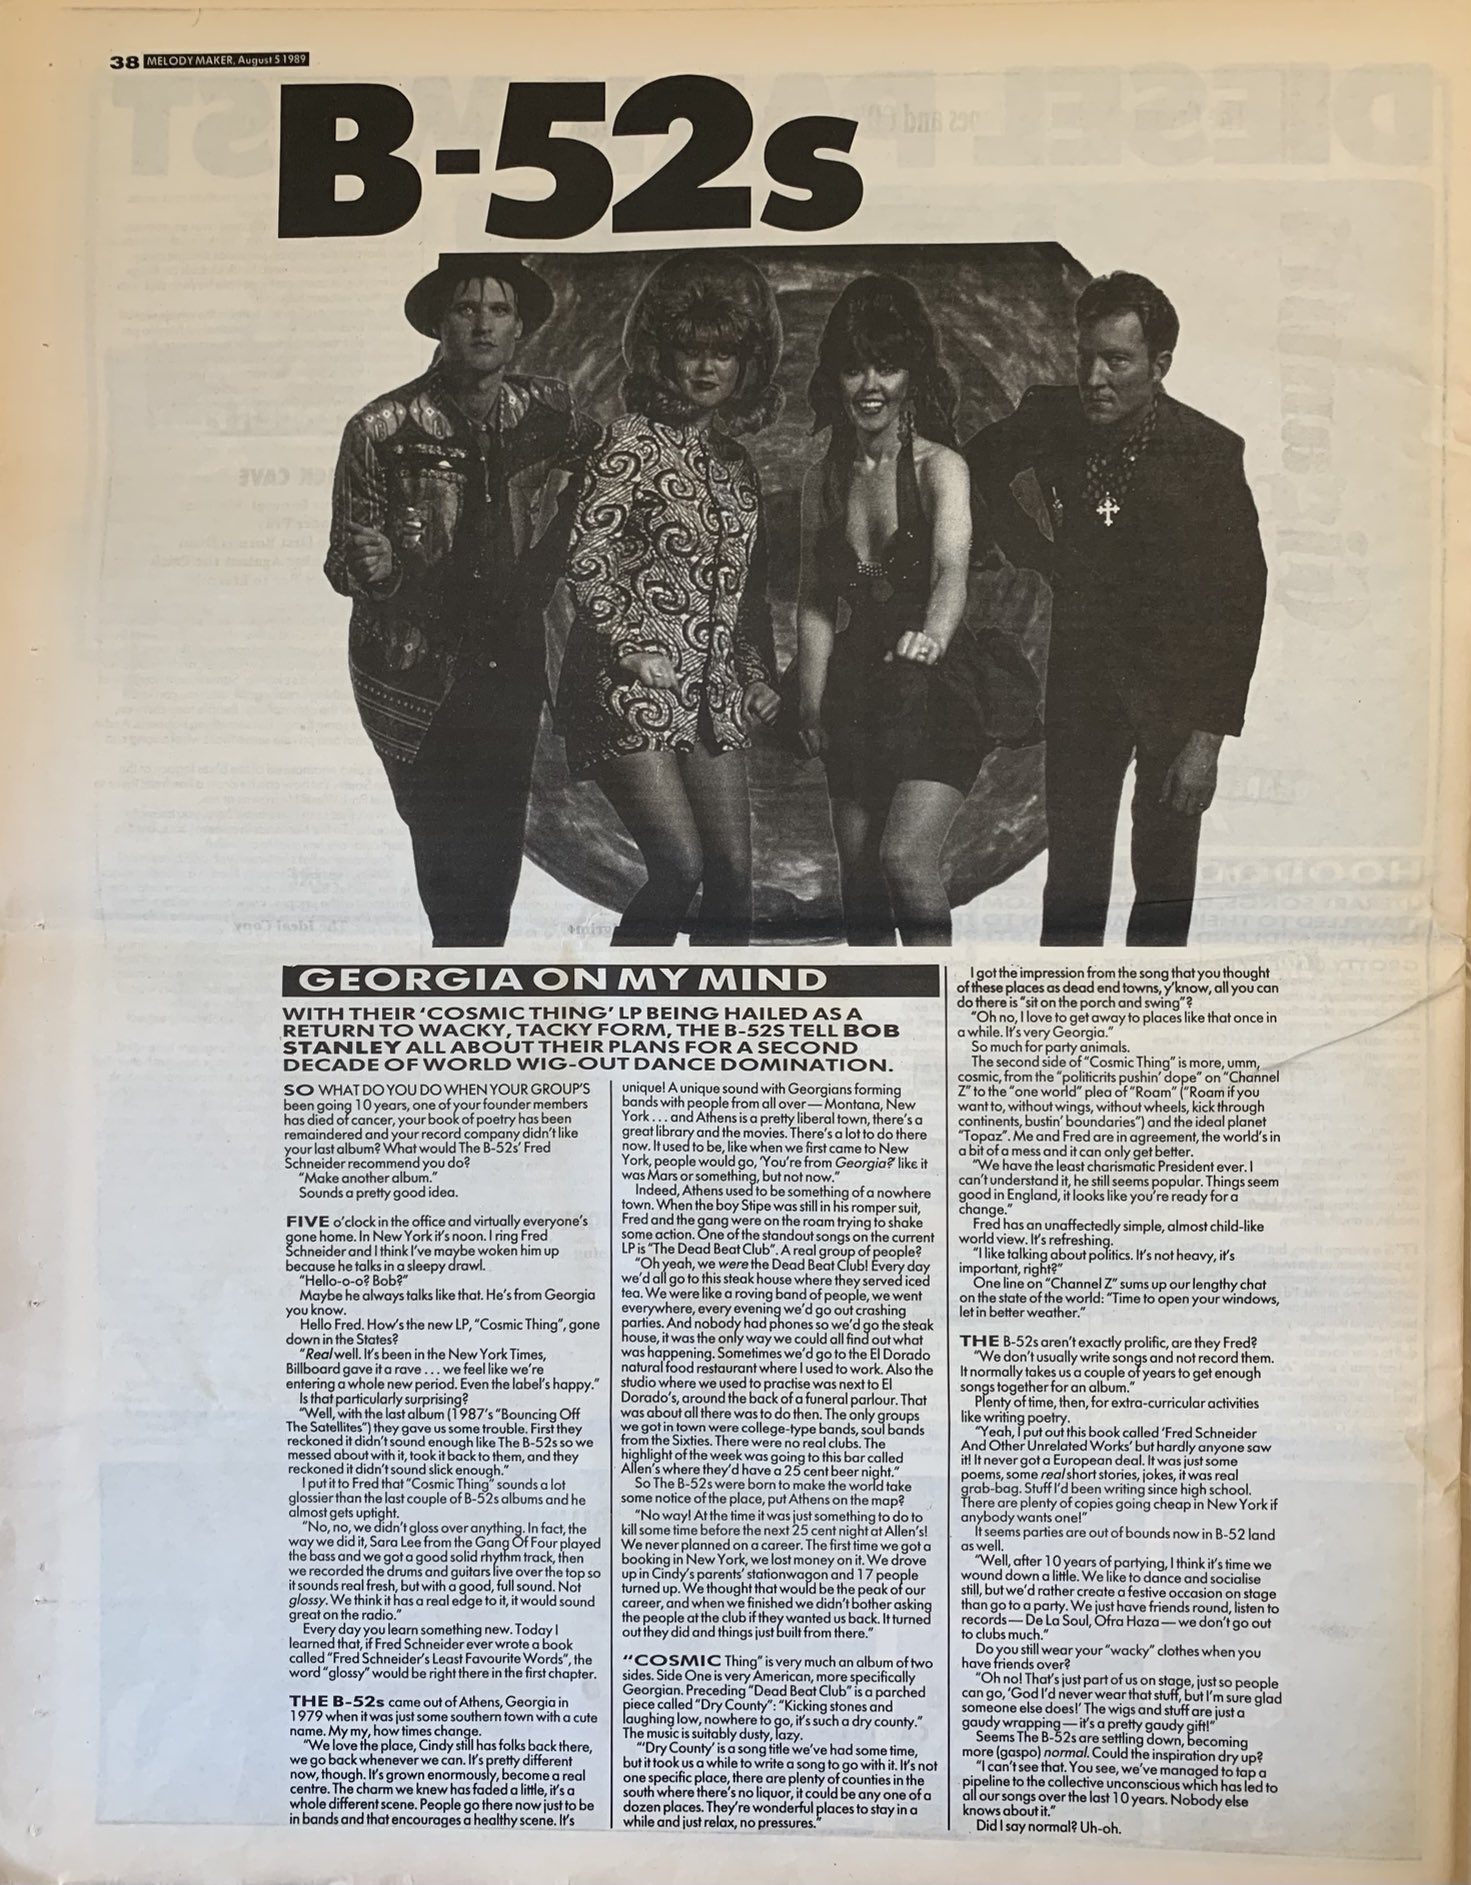 38 MELODY MAKER, August 5 1989
B-52s
GEORGIA ON MY MIND
WITH THEIR ‘COSMIC THING’ LP BEING HAILED AS A
RETURN TO WACKY, TACKY FORM, THE B-52S TELL BOB
STANLEY ALL ABOUT THEIR PLANS FOR A SECOND
DECADE OF WORLD WIG-OUT DANCE DOMINATION.
SO WHAT DO YOU DO WHEN YOUR GROUP'S
been going 10 years, one of your founder members
has died of cancer, your book of poetry has been
remaindered and your record company didn't like
your last album? What would The B-52s' Fred
Schneider recommend you do?
"Make another album."
Sounds a pretty good idea.
FIVE o'clock in the office and virtually everyone's
gone home. In New York it's noon. I ring Fred
Schneider and I think I've maybe woken him up
because he talks in a sleepy drawl.
"Hello-o-o? Bob?"
Maybe he always talks like that. He's from Georgia
you know.
Hello Fred. How's the new LP, "Cosmic Thing", gone
down in the States?
"Real well. It's been in the New York Times,
Billboard gave it a rave . . . we feel like we're
entering a whole new period. Even the label's happy."
Is that particularly surprising?
"Well, with the last album (1987's "Bouncing Off
The Satellites") they gave us some trouble. First they
reckoned it didn't sound enough like The B-52s so we
messed about with it, took it back to them, and they
reckoned it didn't sound slick enough."
I put it to Fred that "Cosmic Thing" sounds a lot
glossier than the last couple of B-52s albums and he
almost gets uptight.
"No, no, we didn't gloss over anything. In fact, the
way we did it, Sara Lee from the Gang Of Four played
the bass and we got a good solid rhythm track, then
we recorded the drums and guitars live over the top so
it sounds real fresh, but with a good, full sound. Not
glossy. We think it has a real edge to it, it would sound
great on the radio."
Every day you learn something new. Today I
learned that, if Fred Schneider ever wrote a book
called "Fred Schneider's Least Favourite Words", the
word "glossy" would be right there in the first chapter.
THE B-52s came out of Athens, Georgia in
1979 when it was just some southern town with a cute
name. My my, how times change.
"We love the place, Cindy still has folks back there,
we go back whenever we can. It's pretty different
now, though. It's grown enormously, become a real
centre. The charm we knew has faded a little, it's a
whole different scene. People go there now just to be
in bands and that encourages a healthy scene. It's
unique! A unique sound with Georgians forming
bands with people from all over — Montana, New
York . . . and Athens is a pretty liberal town, there's a
great library and the movies. There's a lot to do there
now. It used to be, like when we first came to New
York, people would go, 'You're from Georgia?' like it
was Mars or something, but not now."
Indeed, Athens used to be something of a nowhere
town. When the boy Stipe was still in his romper suit,
Fred and the gang were on the roam trying to shake
some action. One of the standout songs on the current
LP is "The Dead Beat Club". A real group of people?
"Oh yeah, we were the Dead Beat Club! Every day
we'd all go to this steak house where they served iced
tea. We were like a roving band of people, we went
everywhere, every evening we'd go out crashing
parties. And nobody had phones so we'd go the steak
house, it was the only way we could all find out what
was happening. Sometimes we'd go to the El Dorado
natural food restaurant where I used to work. Also the
studio where we used to practise was next to El
Dorado's, around the back of a funeral parlour. That
was about all there was to do then. The only groups
we got in town were college-type bands, soul bands
from the Sixties. There were no real clubs. The
highlight of the week was going to this bar called
Allen's where they'd have a 25 cent beer night."
So The B-52s were born to make the world take
some notice of the place, put Athens on the map?
"No way! At the time it was just something to do to
kill some time before the next 25 cent night at Allen's!
We never planned on a career. The first time we got a
booking in New York, we lost money on it. We drove
up in Cindy's parents' stationwagon and 17 people
turned up. We thought that would be the peak of our
career, and when we finished we didn't bother asking
the people at the club if they wanted us back. It turned
out they did and things just built from there."
"COSMIC Thing" is very much an album of two
sides. Side One is very American, more specifically
Georgian. Preceding "Dead Beat Club" is a parched
piece called "Dry County": "Kicking stones and
laughing low, nowhere to go, it's such a dry county."
The music is suitably dusty, lazy.
"'Dry County' is a song title we've had some time,
but it took us a while to write a song to go with it. It's not
one specific place, there are plenty of counties in the
south where there's no liquor, it could be any one of a
dozen places. They're wonderful places to stay in a
while and just relax, no pressures."
I got the impression from the song that you thought
of these places as dead end towns, y'know, all you can
do there is "sit on the porch and swing"?
"Oh no, I love to get away to places like that once in
a while. It's very Georgia."
So much for party animals.
The second side of "Cosmic Thing" is more, umm,
cosmic, from the "politicrits pushin' dope" on "Channel
Z" to the "one world" plea of "Roam" ("Roam if you
want to, without wings, without wheels, kick through
continents, bustin' boundaries") and the ideal planet
"Topaz". Me and Fred are in agreement, the world's in
a bit of a mess and it can only get better.
"We have the least charismatic President ever. I
can't understand it, he still seems popular. Things seem
good in England, it looks like you're ready for a
change."
Fred has an unaffectedly simple, almost child-like
world view. It's refreshing.
"I like talking about politics. It's not heavy, it's
important, right?"
One line on "Channel Z" sums up our lengthy chat
on the state of the world: "Time to open your windows,
let in better weather."
THE B-52s aren't exactly prolific, are they Fred?
"We don't usually write songs and not record them.
It normally takes us a couple of years to get enough
songs together for an album."
Plenty of time, then, for extra-curricular activities
like writing poetry.
"Yeah, I put out this book called 'Fred Schneider
And Other Unrelated Works' but hardly anyone saw
it! It never got a European deal. It was just some
poems, some real short stories, jokes, it was real
grab-bag. Stuff I'd been writing since high school.
There are plenty of copies going cheap in New York if
anybody wants one!"
It seems parties are out of bounds now in B-52 land
as well.
"Well, after 10 years of partying, I think it's time we
wound down a little. We like to dance and socialise
still, but we'd rather create a festive occasion on stage
than go to a party. We just have friends round, listen to
records — De La Soul, Ofra Haza — we don't go out
to clubs much."
Do you still wear your "wacky" clothes when you
have friends over?
"Oh no! That's just part of us on stage, just so people
can go, 'God I'd never wear that stuff, but I'm sure glad
someone else does!' The wigs and stuff are just a
gaudy wrapping — it's a pretty gaudy gift!"
Seems The B-52s are settling down, becoming
more (gaspo) normal. Could the inspiration dry up?
"I can't see that. You see, we've managed to tap a
pipeline to the collective unconscious which has led to
all our songs over the last 10 years. Nobody else
knows about it."
Did I say normal? Uh-oh.